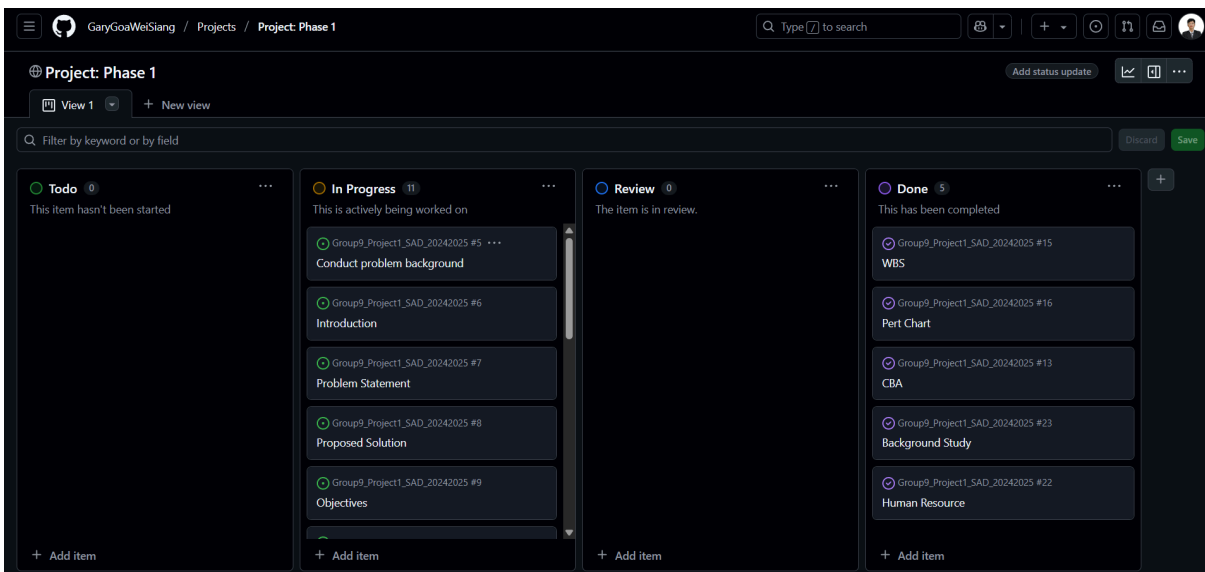 GaryGoaWeiSiang / Projects / Project: Phase 1
Type / to search
Project: Phase 1
Add status update
View 1
+ New view
Filter by keyword or by field
Discard
Save
Todo 0
This item hasn't been started
+ Add item
In Progress 11
This is actively being worked on
Group9_Project1_SAD_20242025 #5
Conduct problem background
Group9_Project1_SAD_20242025 #6
Introduction
Group9_Project1_SAD_20242025 #7
Problem Statement
Group9_Project1_SAD_20242025 #8
Proposed Solution
Group9_Project1_SAD_20242025 #9
Objectives
+ Add item
Review 0
The item is in review.
+ Add item
Done 5
This has been completed
Group9_Project1_SAD_20242025 #15
WBS
Group9_Project1_SAD_20242025 #16
Pert Chart
Group9_Project1_SAD_20242025 #13
CBA
Group9_Project1_SAD_20242025 #23
Background Study
Group9_Project1_SAD_20242025 #22
Human Resource
+ Add item